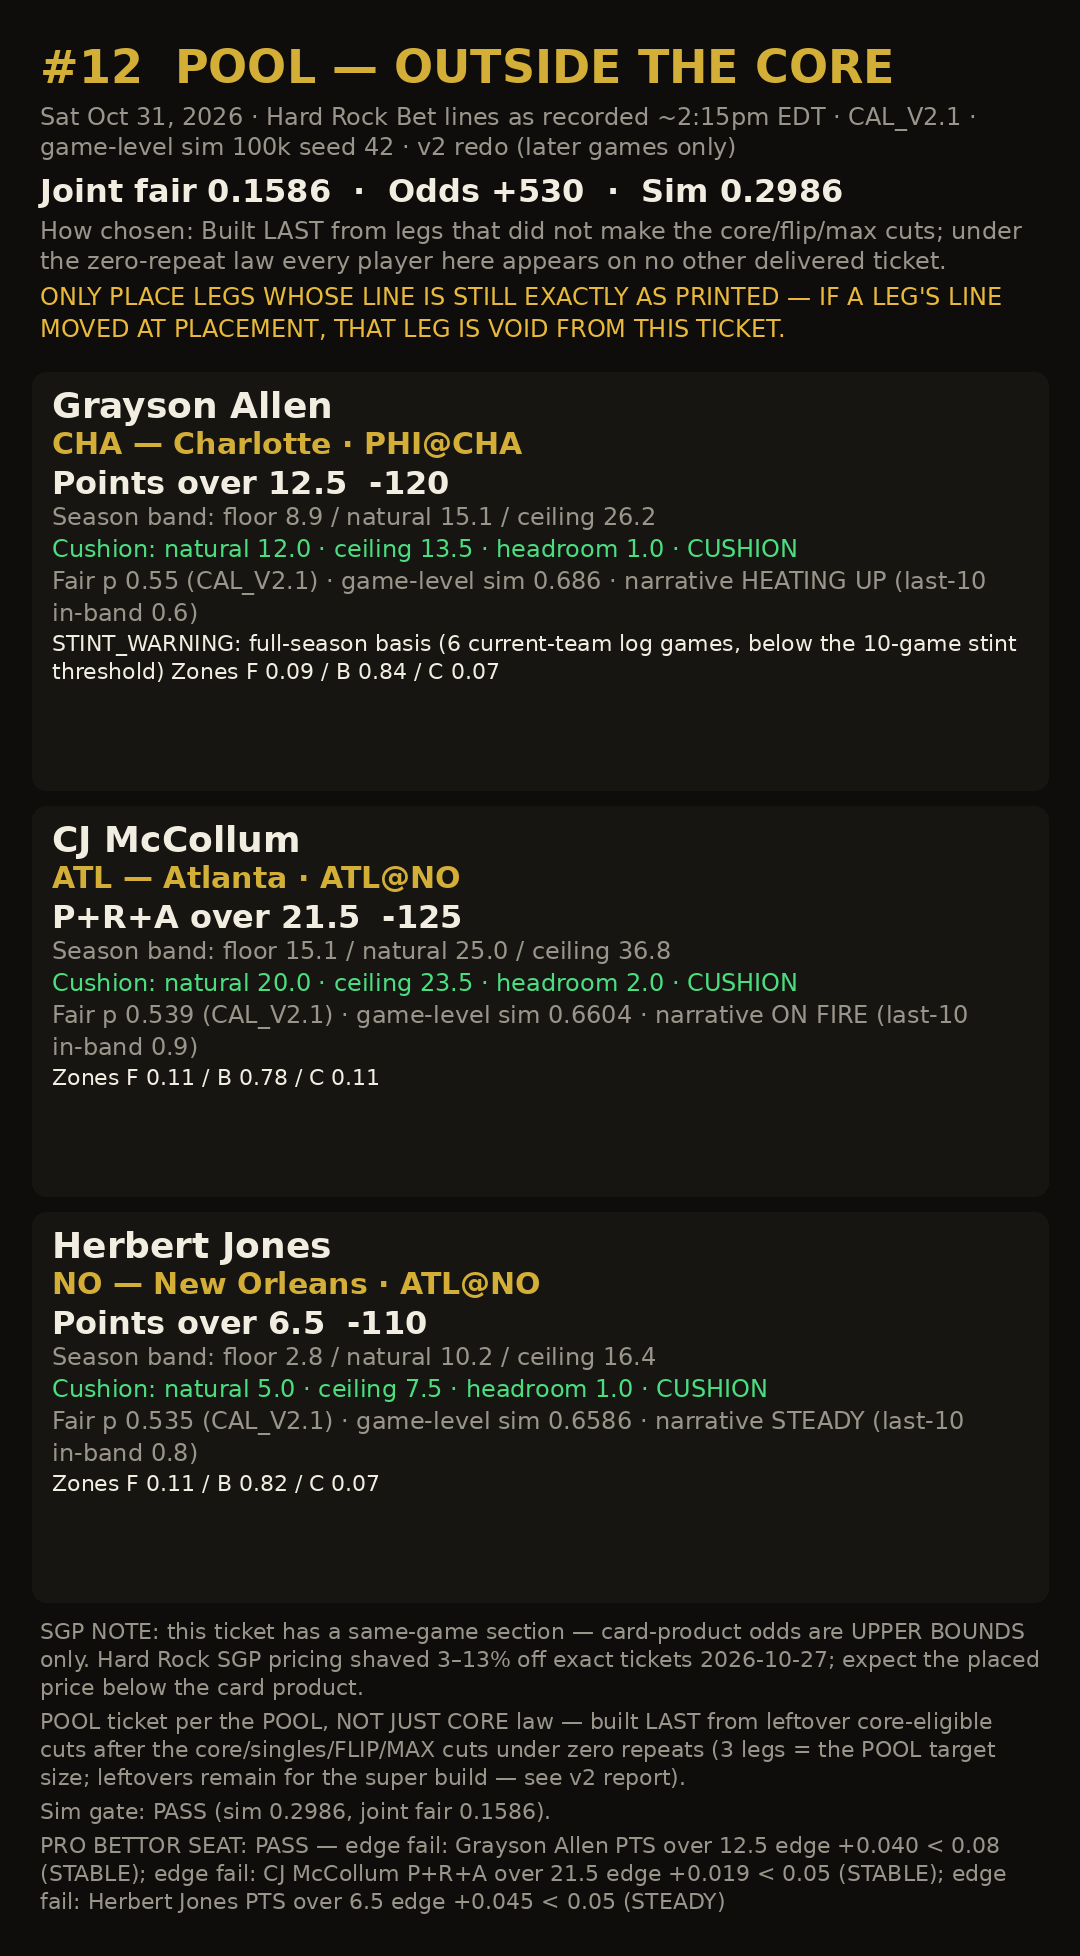 #12  POOL — OUTSIDE THE CORE
Sat Oct 31, 2026 · Hard Rock Bet lines as recorded ~2:15pm EDT · CAL_V2.1 ·
game-level sim 100k seed 42 · v2 redo (later games only)
Joint fair 0.1586  ·  Odds +530  ·  Sim 0.2986
How chosen: Built LAST from legs that did not make the core/flip/max cuts; under
the zero-repeat law every player here appears on no other delivered ticket.
ONLY PLACE LEGS WHOSE LINE IS STILL EXACTLY AS PRINTED — IF A LEG'S LINE
MOVED AT PLACEMENT, THAT LEG IS VOID FROM THIS TICKET.
Grayson Allen
CHA — Charlotte · PHI@CHA
Points over 12.5  -120
Season band: floor 8.9 / natural 15.1 / ceiling 26.2
Cushion: natural 12.0 · ceiling 13.5 · headroom 1.0 · CUSHION
Fair p 0.55 (CAL_V2.1) · game-level sim 0.686 · narrative HEATING UP (last-10
in-band 0.6)
STINT_WARNING: full-season basis (6 current-team log games, below the 10-game stint
threshold) Zones F 0.09 / B 0.84 / C 0.07
CJ McCollum
ATL — Atlanta · ATL@NO
P+R+A over 21.5  -125
Season band: floor 15.1 / natural 25.0 / ceiling 36.8
Cushion: natural 20.0 · ceiling 23.5 · headroom 2.0 · CUSHION
Fair p 0.539 (CAL_V2.1) · game-level sim 0.6604 · narrative ON FIRE (last-10
in-band 0.9)
Zones F 0.11 / B 0.78 / C 0.11
Herbert Jones
NO — New Orleans · ATL@NO
Points over 6.5  -110
Season band: floor 2.8 / natural 10.2 / ceiling 16.4
Cushion: natural 5.0 · ceiling 7.5 · headroom 1.0 · CUSHION
Fair p 0.535 (CAL_V2.1) · game-level sim 0.6586 · narrative STEADY (last-10
in-band 0.8)
Zones F 0.11 / B 0.82 / C 0.07
SGP NOTE: this ticket has a same-game section — card-product odds are UPPER BOUNDS
only. Hard Rock SGP pricing shaved 3–13% off exact tickets 2026-10-27; expect the placed
price below the card product.
POOL ticket per the POOL, NOT JUST CORE law — built LAST from leftover core-eligible
cuts after the core/singles/FLIP/MAX cuts under zero repeats (3 legs = the POOL target
size; leftovers remain for the super build — see v2 report).
Sim gate: PASS (sim 0.2986, joint fair 0.1586).
PRO BETTOR SEAT: PASS — edge fail: Grayson Allen PTS over 12.5 edge +0.040 < 0.08
(STABLE); edge fail: CJ McCollum P+R+A over 21.5 edge +0.019 < 0.05 (STABLE); edge
fail: Herbert Jones PTS over 6.5 edge +0.045 < 0.05 (STEADY)